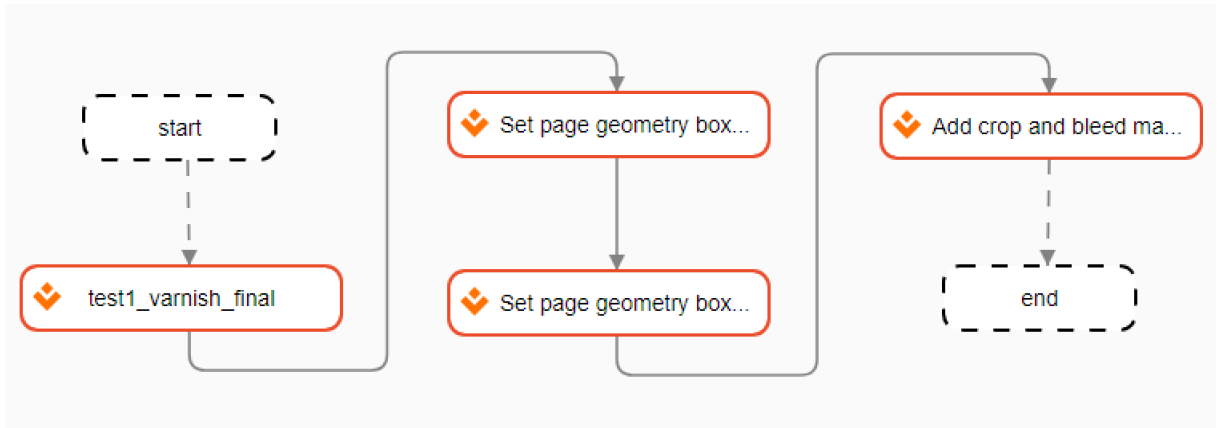 start
test1_varnish_final
Set page geometry box...
Set page geometry box...
Add crop and bleed ma...
end